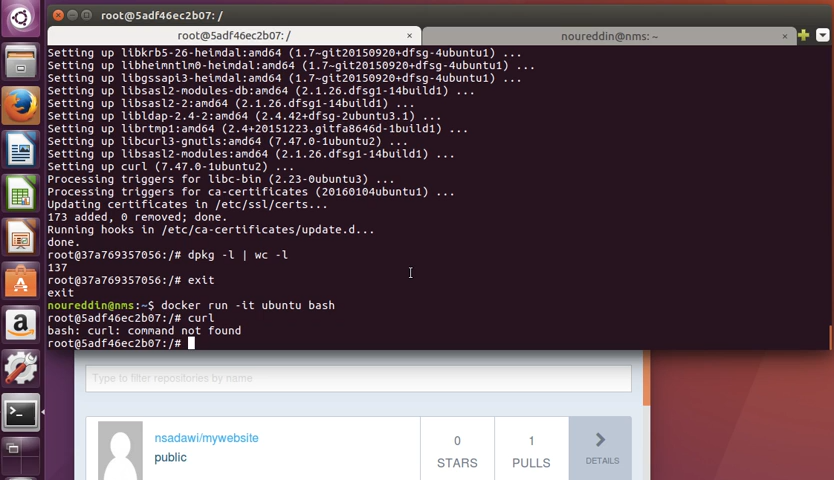 root@5adf46ec2b07: /
root@5adf46ec2b07: / ×
noureddin@nms: ~ ×
Setting up libkrb5-26-heimdal:amd64 (1.7~git20150920+dfsg-4ubuntu1) ...
Setting up libheimntlm0-heimdal:amd64 (1.7~git20150920+dfsg-4ubuntu1) ...
Setting up libgssapi3-heimdal:amd64 (1.7~git20150920+dfsg-4ubuntu1) ...
Setting up libsasl2-modules-db:amd64 (2.1.26.dfsg1-14build1) ...
Setting up libsasl2-2:amd64 (2.1.26.dfsg1-14build1) ...
Setting up libldap-2.4-2:amd64 (2.4.42+dfsg-2ubuntu3.1) ...
Setting up librtmp1:amd64 (2.4+20151223.gitfa8646d-1build1) ...
Setting up libcurl3-gnutls:amd64 (7.47.0-1ubuntu2) ...
Setting up libsasl2-modules:amd64 (2.1.26.dfsg1-14build1) ...
Setting up curl (7.47.0-1ubuntu2) ...
Processing triggers for libc-bin (2.23-0ubuntu3) ...
Processing triggers for ca-certificates (20160104ubuntu1) ...
Updating certificates in /etc/ssl/certs...
173 added, 0 removed; done.
Running hooks in /etc/ca-certificates/update.d...
done.
root@37a769357056:/# dpkg -l | wc -l
137
root@37a769357056:/# exit
exit
noureddin@nms:~$ docker run -it ubuntu bash
root@5adf46ec2b07:/# curl
bash: curl: command not found
root@5adf46ec2b07:/#
Type to filter repositories by name
nsadawi/mywebsite
public
0
STARS
1
PULLS
DETAILS